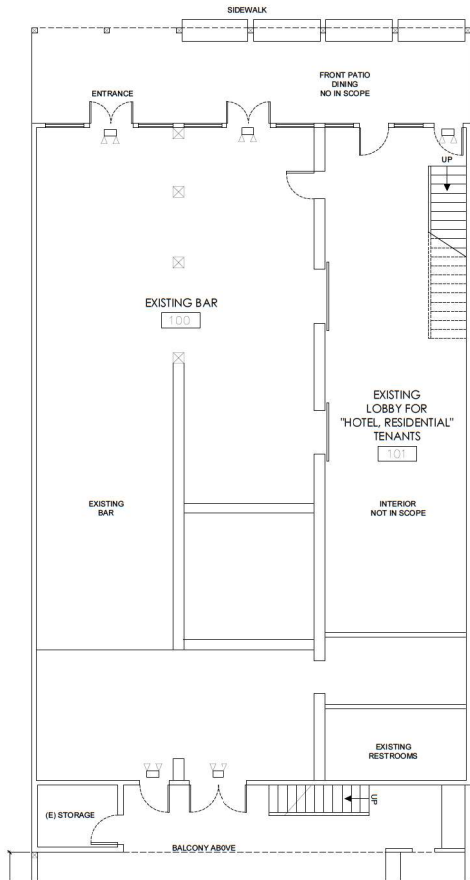 SIDEWALK
FRONT PATIO
DINING
NO IN SCOPE
ENTRANCE
UP
EXISTING BAR
100
EXISTING
LOBBY FOR
"HOTEL, RESIDENTIAL"
TENANTS
101
EXISTING
BAR
INTERIOR
NOT IN SCOPE
EXISTING
RESTROOMS
UP
(E) STORAGE
BALCONY ABOVE